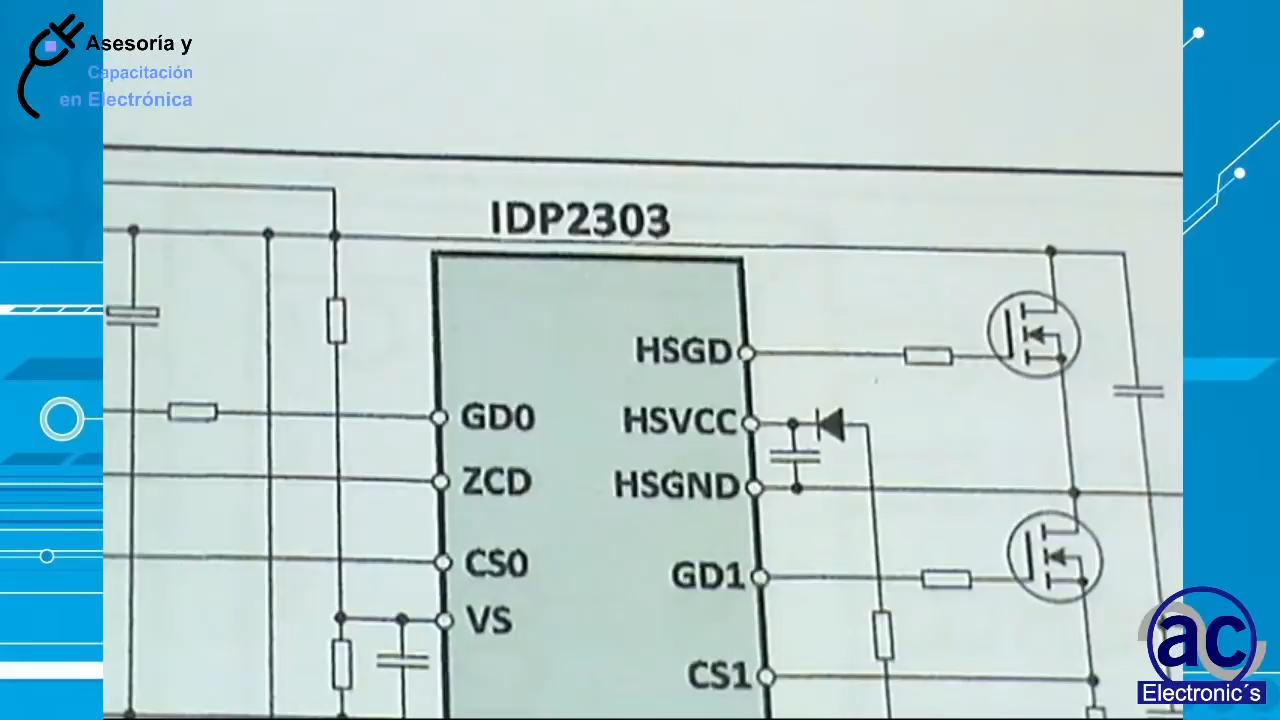 Asesoría y
Capacitación
en Electrónica
IDP2303
HSGD
GD0
HSVCC
ZCD
HSGND
CS0
GD1
VS
CS1
ac
Electronic´s